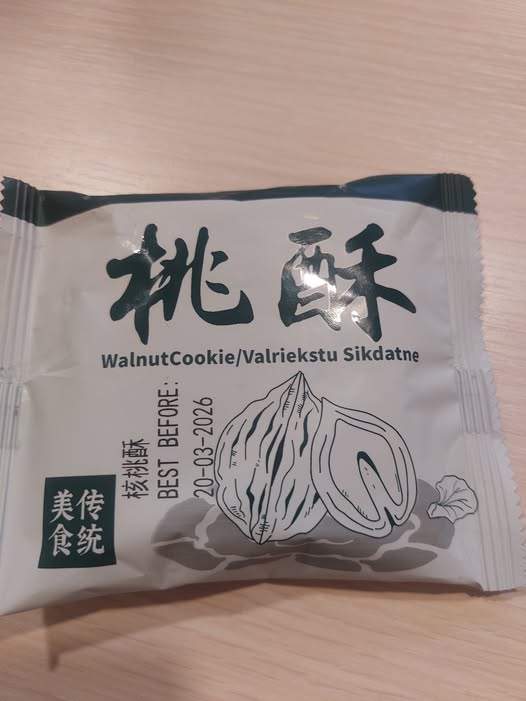 桃酥
WalnutCookie/Valriekstu Sikdatne
核桃酥
BEST BEFORE:
20-03-2026
传统
美食